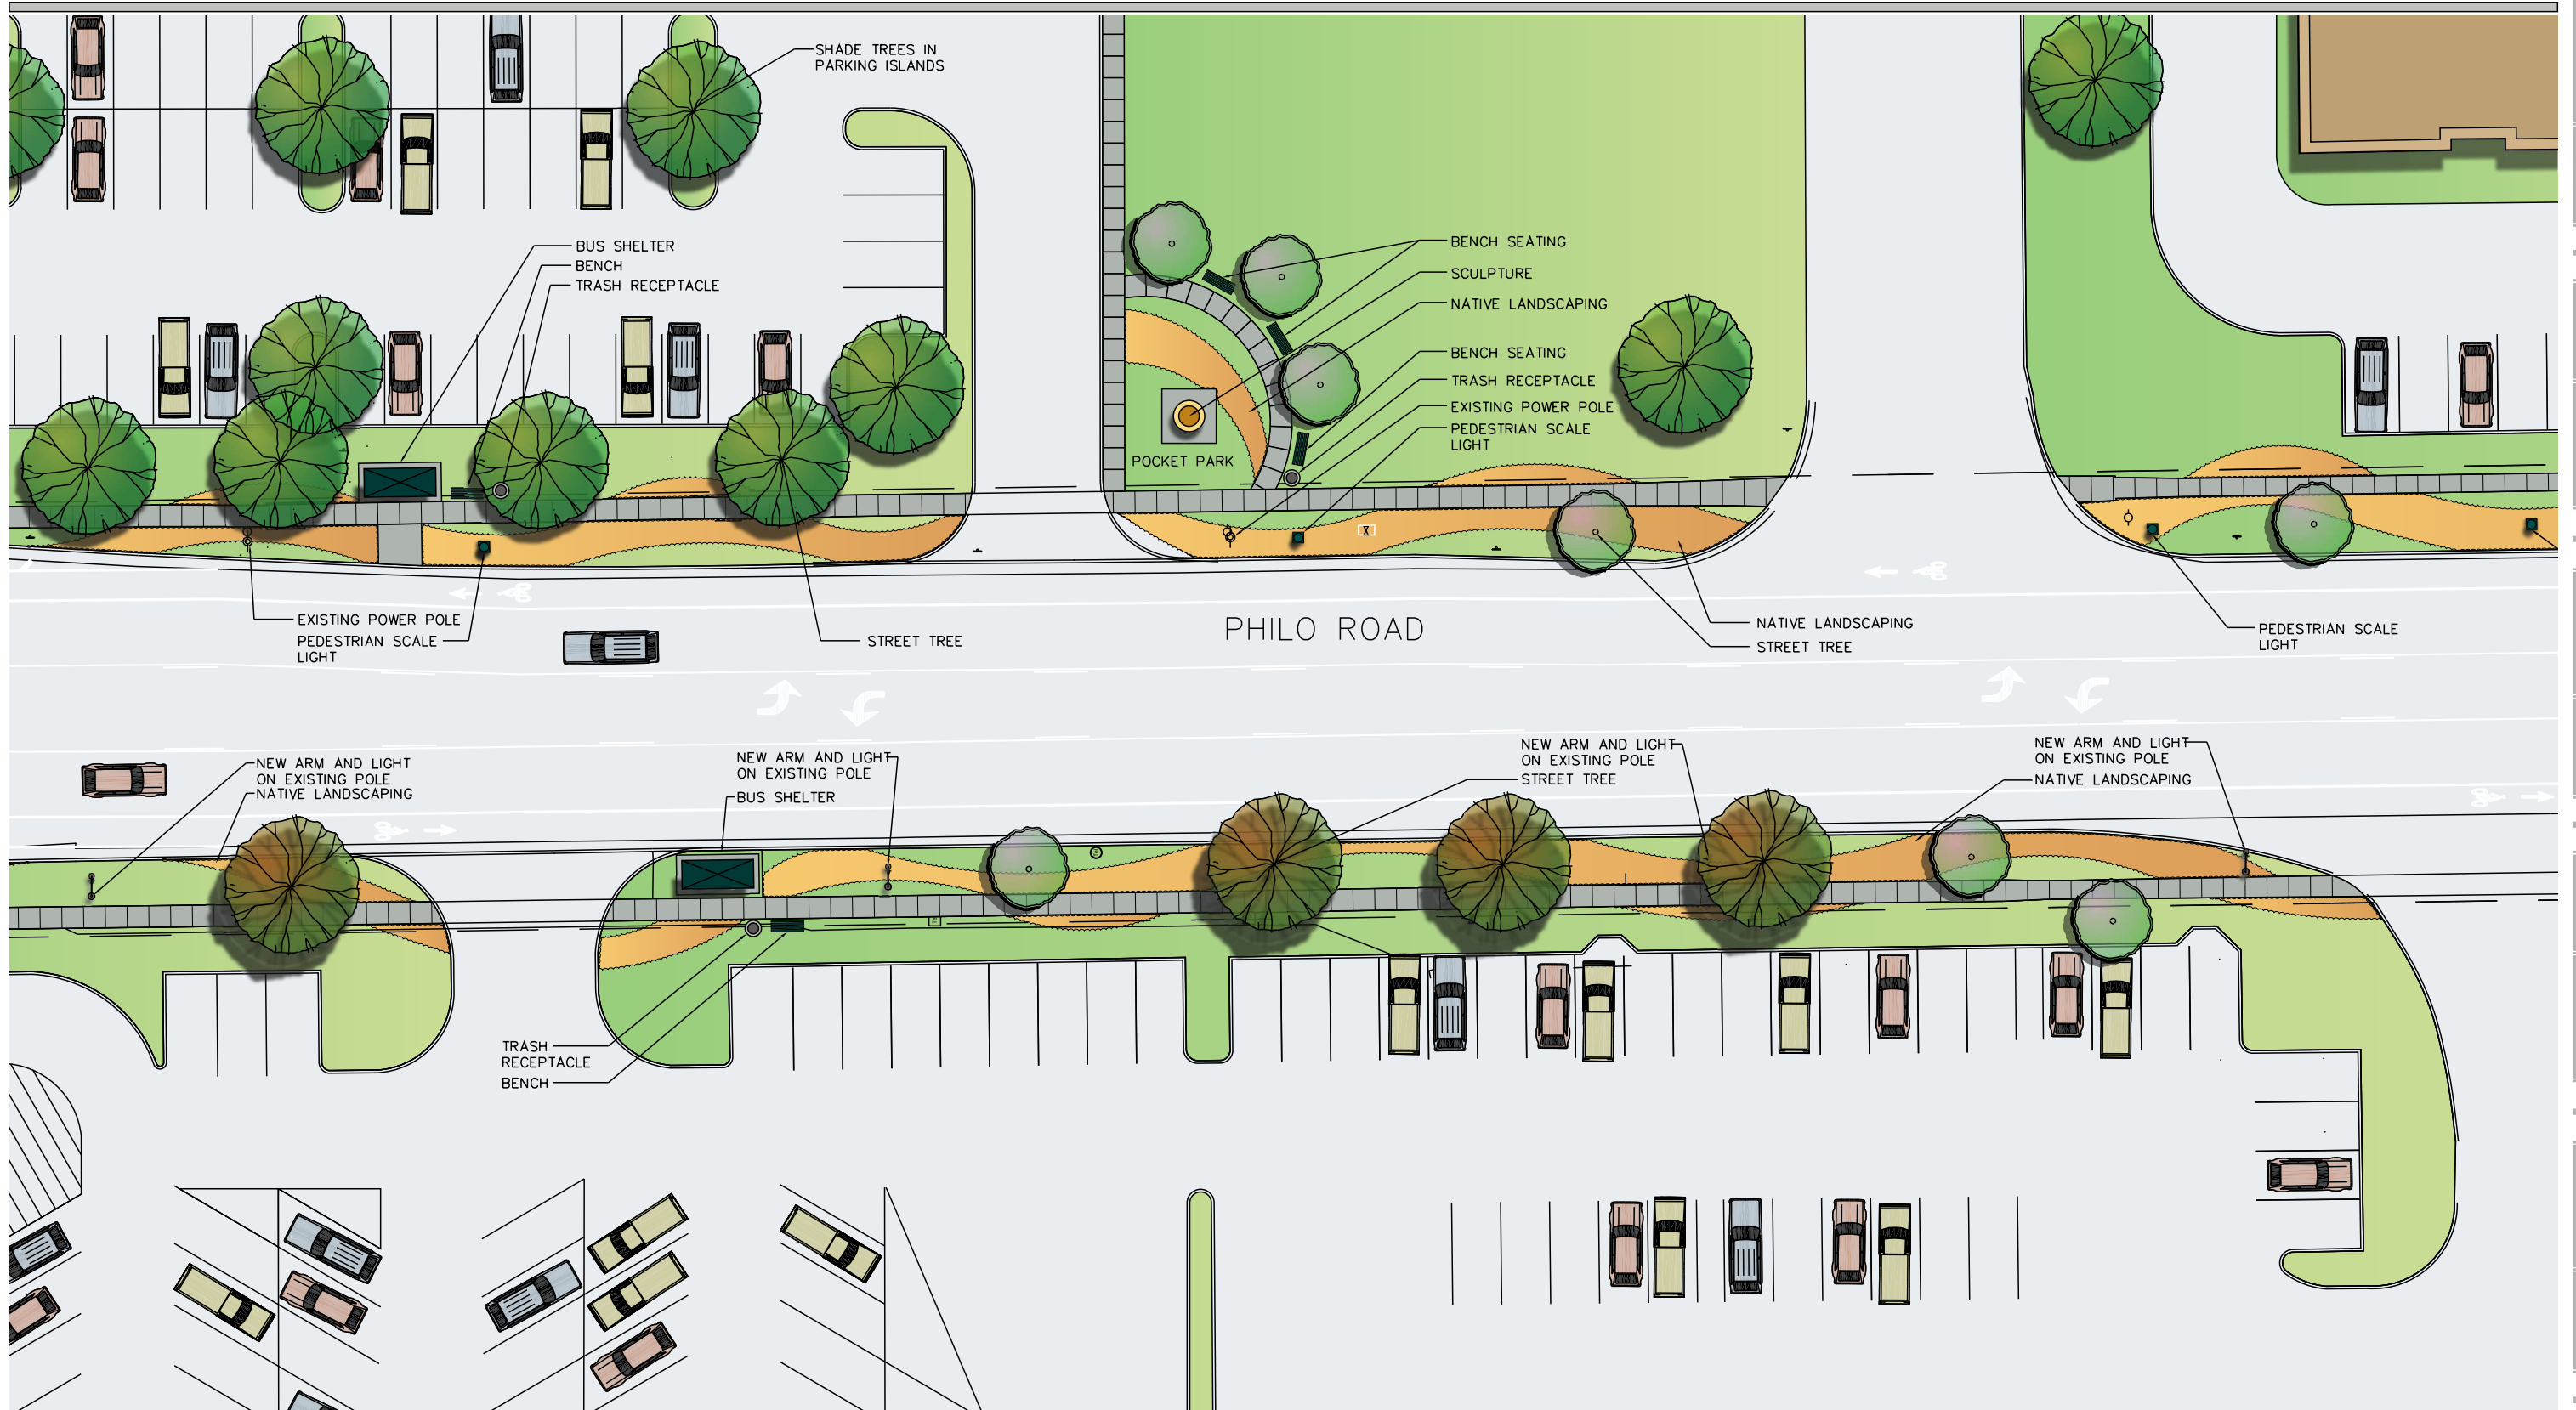 SHADE TREES IN
PARKING ISLANDS
BUS SHELTER
BENCH
TRASH RECEPTACLE
BENCH SEATING
SCULPTURE
NATIVE LANDSCAPING
BENCH SEATING
TRASH RECEPTACLE
EXISTING POWER POLE
PEDESTRIAN SCALE
LIGHT
POCKET PARK
EXISTING POWER POLE
PEDESTRIAN SCALE
LIGHT
STREET TREE
PHILO ROAD
NATIVE LANDSCAPING
STREET TREE
PEDESTRIAN SCALE
LIGHT
NEW ARM AND LIGHT
ON EXISTING POLE
NATIVE LANDSCAPING
NEW ARM AND LIGHT
ON EXISTING POLE
BUS SHELTER
NEW ARM AND LIGHT
ON EXISTING POLE
STREET TREE
NEW ARM AND LIGHT
ON EXISTING POLE
NATIVE LANDSCAPING
TRASH
RECEPTACLE
BENCH